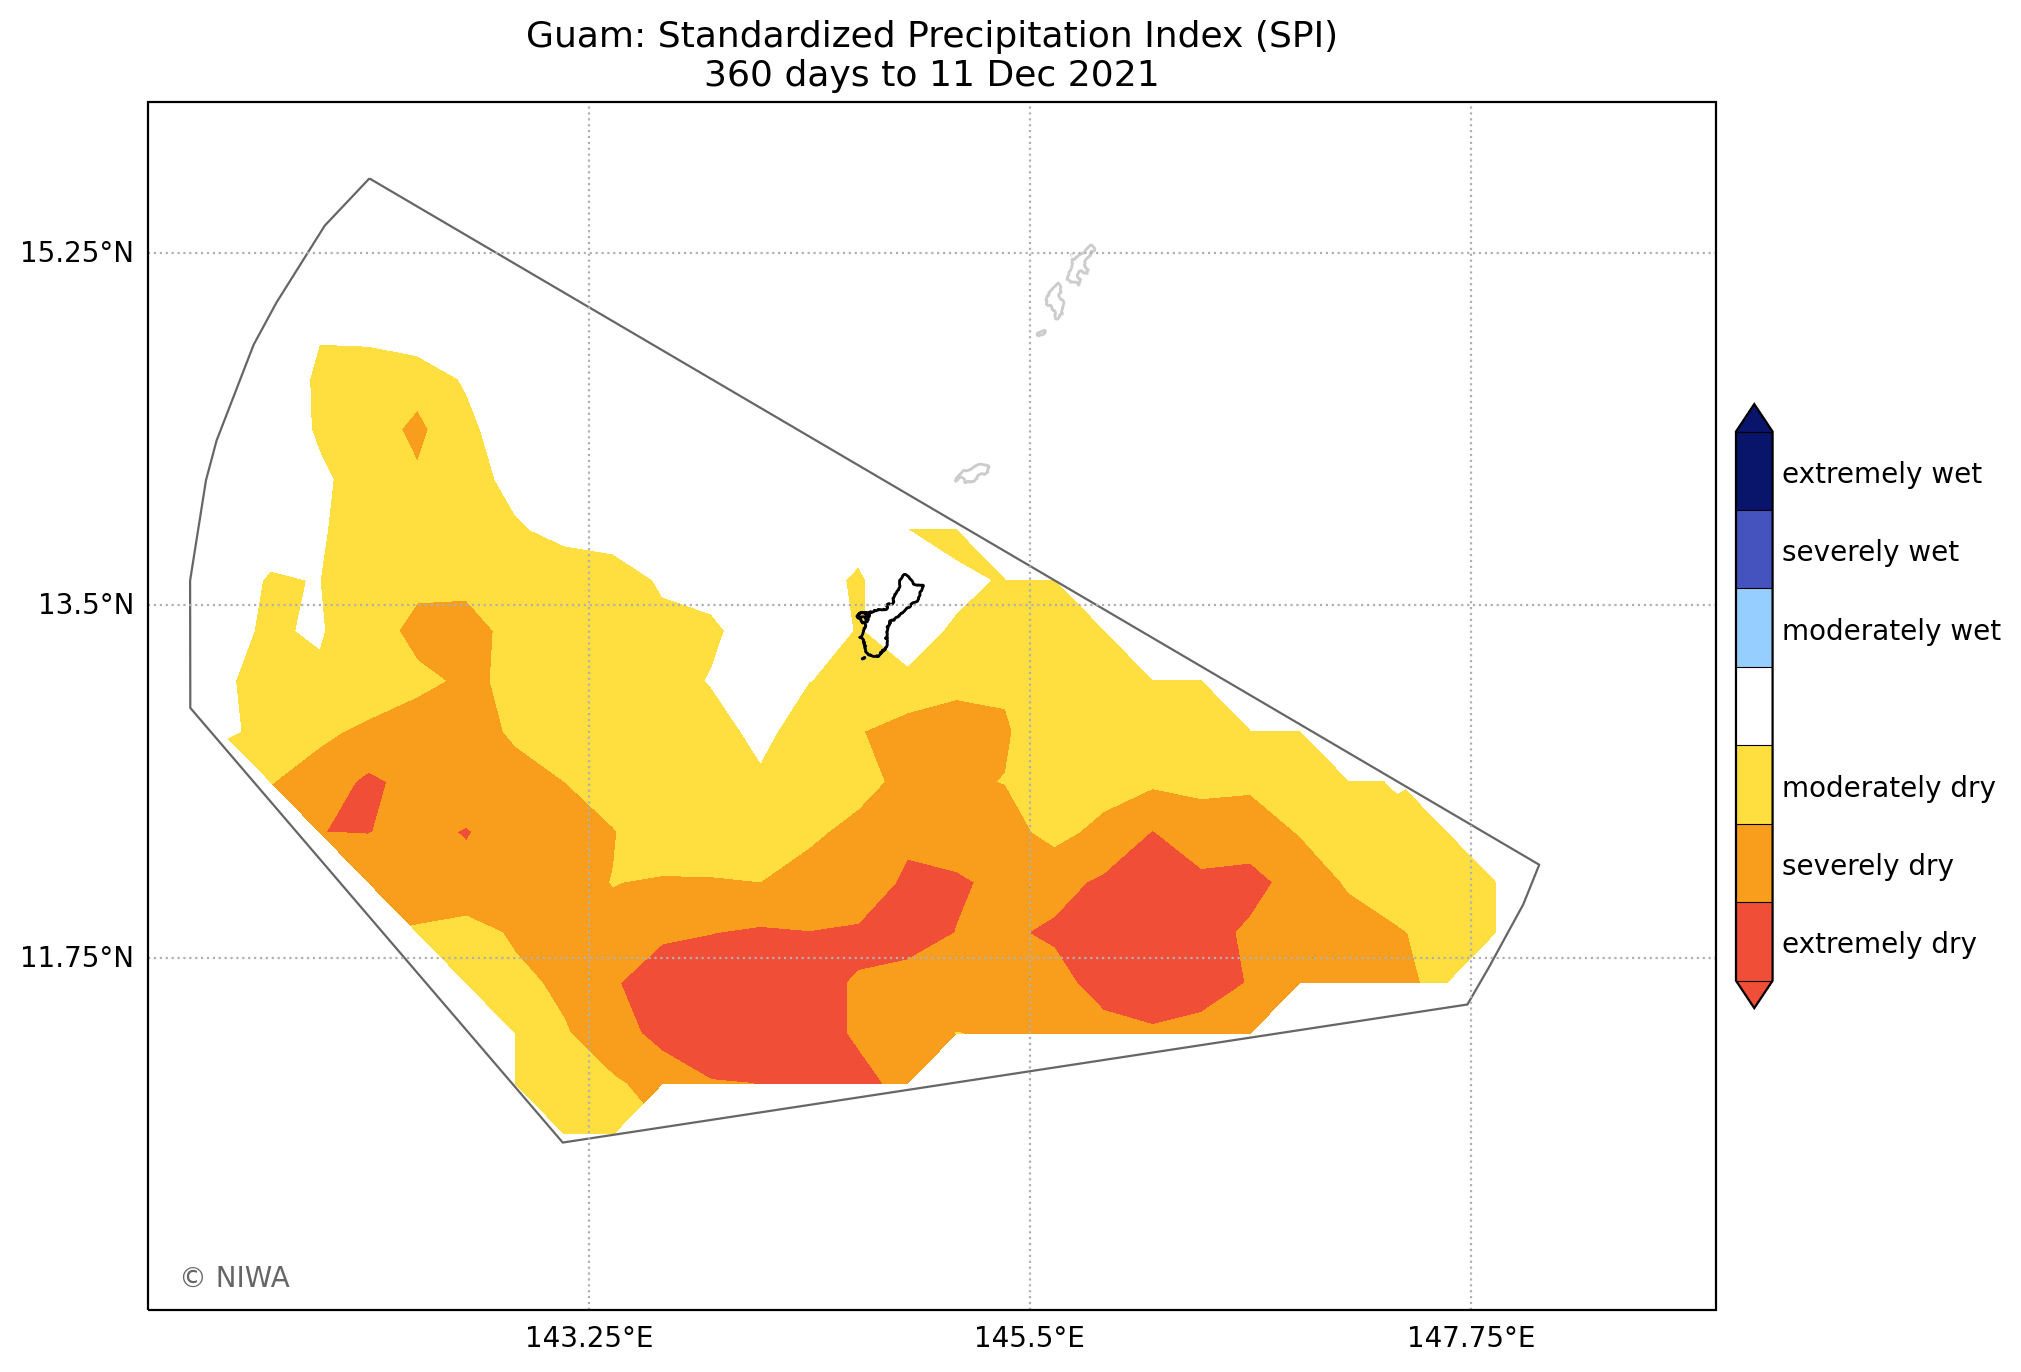 Guam: Standardized Precipitation Index (SPI)
360 days to 11 Dec 2021
15.25°N
13.5°N
11.75°N
143.25°E
145.5°E
147.75°E
extremely wet
severely wet
moderately wet
moderately dry
severely dry
extremely dry
© NIWA